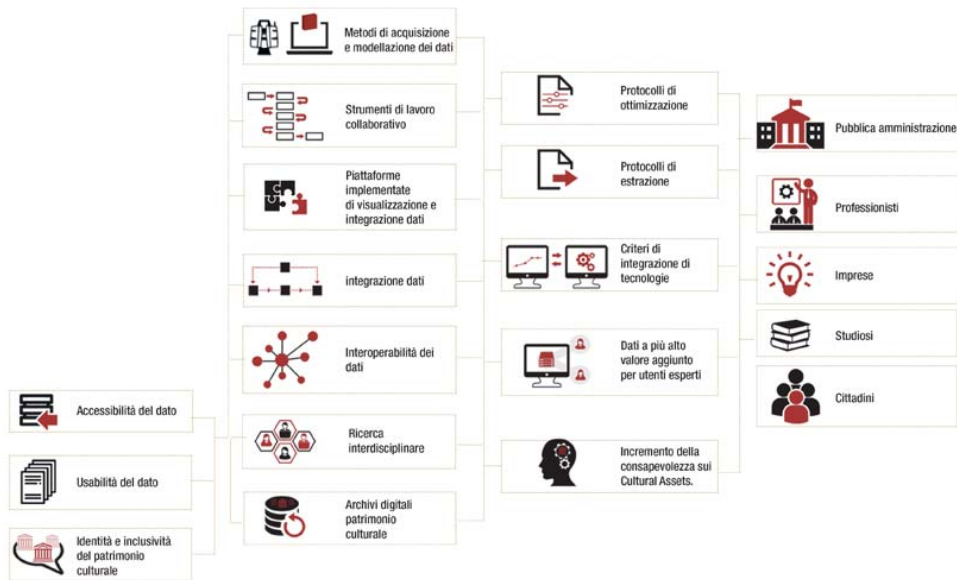 Metodi di acquisizione
e modellazione dei dati
Strumenti di lavoro
collaborativo
Piattaforme
implementate
di visualizzazione e
integrazione dati
integrazione dati
Interoperabilità dei
dati
Ricerca
interdisciplinare
Archivi digitali
patrimonio
culturale
Accessibilità del dato
Usabilità del dato
Identità e inclusività
del patrimonio
culturale
Protocolli di
ottimizzazione
Protocolli di
estrazione
Criteri di
integrazione di
tecnologie
Dati a più alto
valore aggiunto
per utenti esperti
Incremento della
consapevolezza sui
Cultural Assets.
Pubblica amministrazione
Professionisti
Imprese
Studiosi
Cittadini